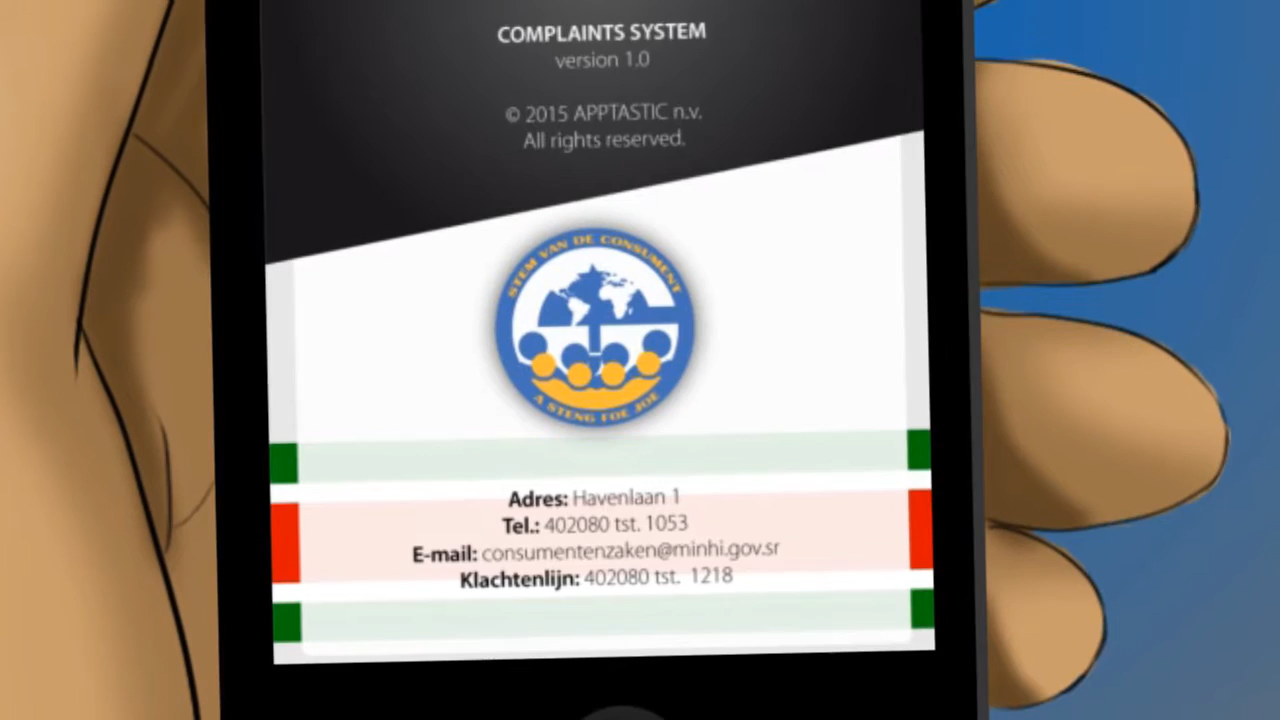 COMPLAINTS SYSTEM
version 1.0
© 2015 APPTASTIC n.v.
All rights reserved.
STEM VAN DE CONSUMENT
A STENG FOE JOE
Adres: Havenlaan 1
Tel.: 402080 tst. 1053
E-mail: consumentenzaken@minhi.gov.sr
Klachtenlijn: 402080 tst. 1218